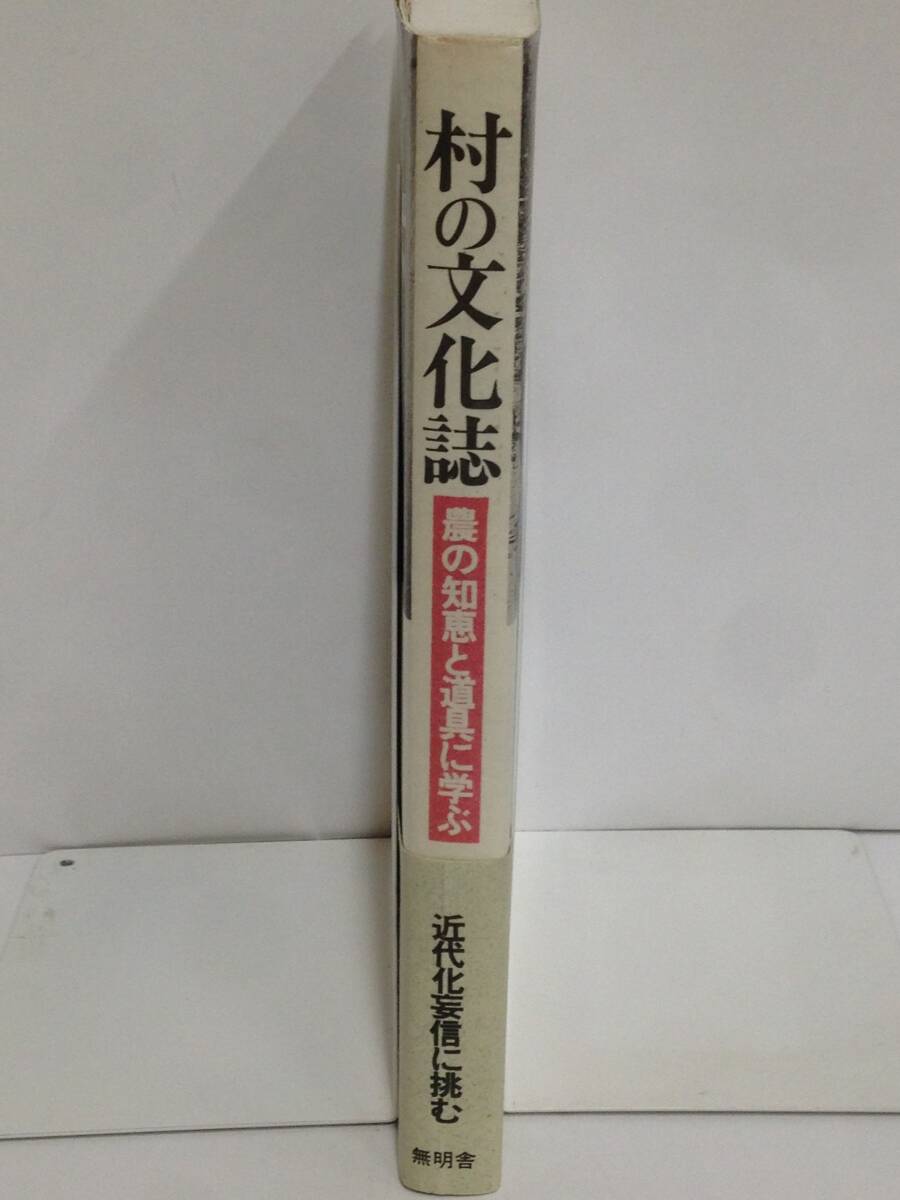 村の文化誌
農の知恵と道具に学ぶ
近代化妄信に挑む
無明舎